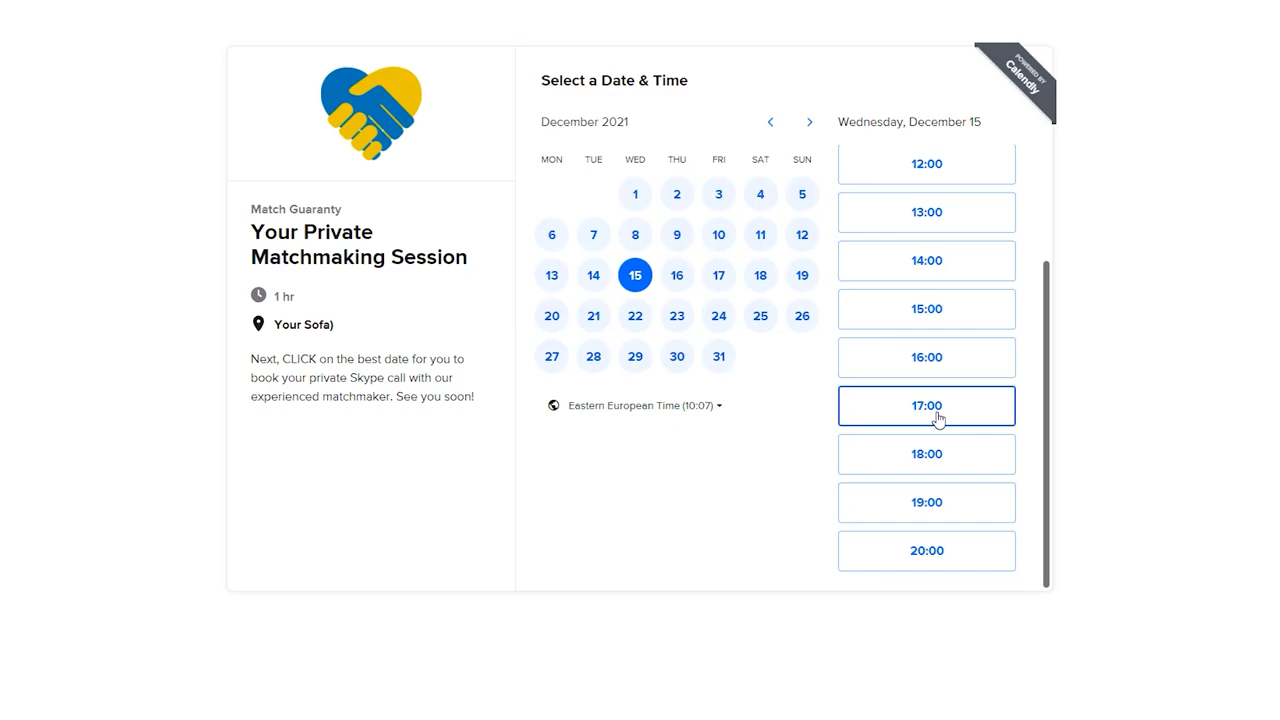 POWERED BY
Calendly
Match Guaranty
Your Private
Matchmaking Session
1 hr
Your Sofa)
Next, CLICK on the best date for you to
book your private Skype call with our
experienced matchmaker. See you soon!
Select a Date & Time
December 2021
MON TUE WED THU FRI SAT SUN
1 2 3 4 5
6 7 8 9 10 11 12
13 14 15 16 17 18 19
20 21 22 23 24 25 26
27 28 29 30 31
Eastern European Time (10:07)
Wednesday, December 15
12:00
13:00
14:00
15:00
16:00
17:00
18:00
19:00
20:00